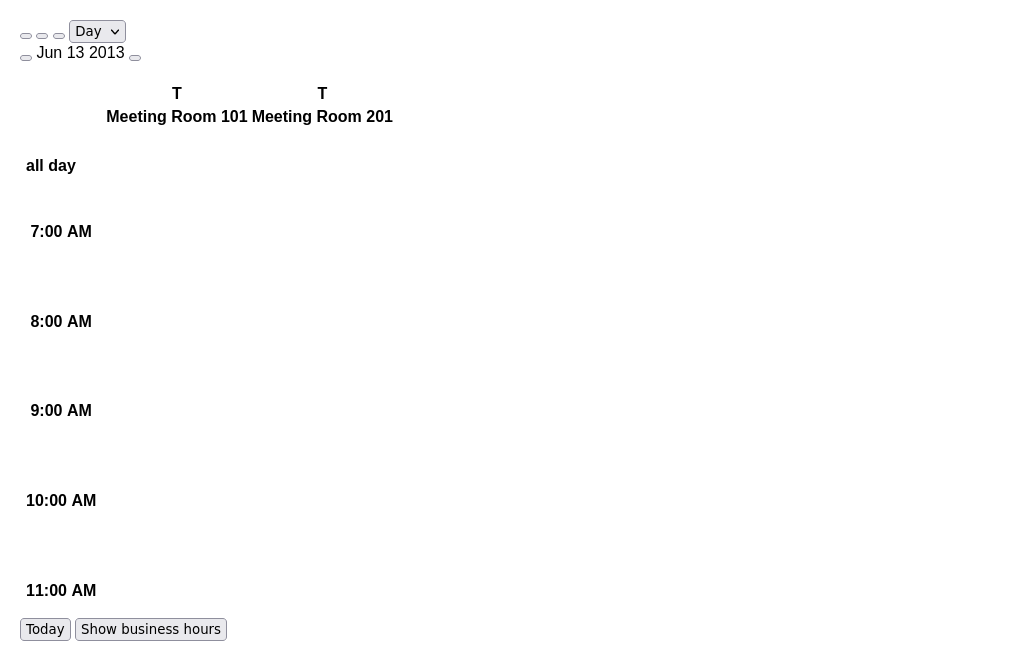 Day
Jun 13 2013
T T
Meeting Room 101 Meeting Room 201
all day
7:00 AM
8:00 AM
9:00 AM
10:00 AM
11:00 AM
Today Show business hours